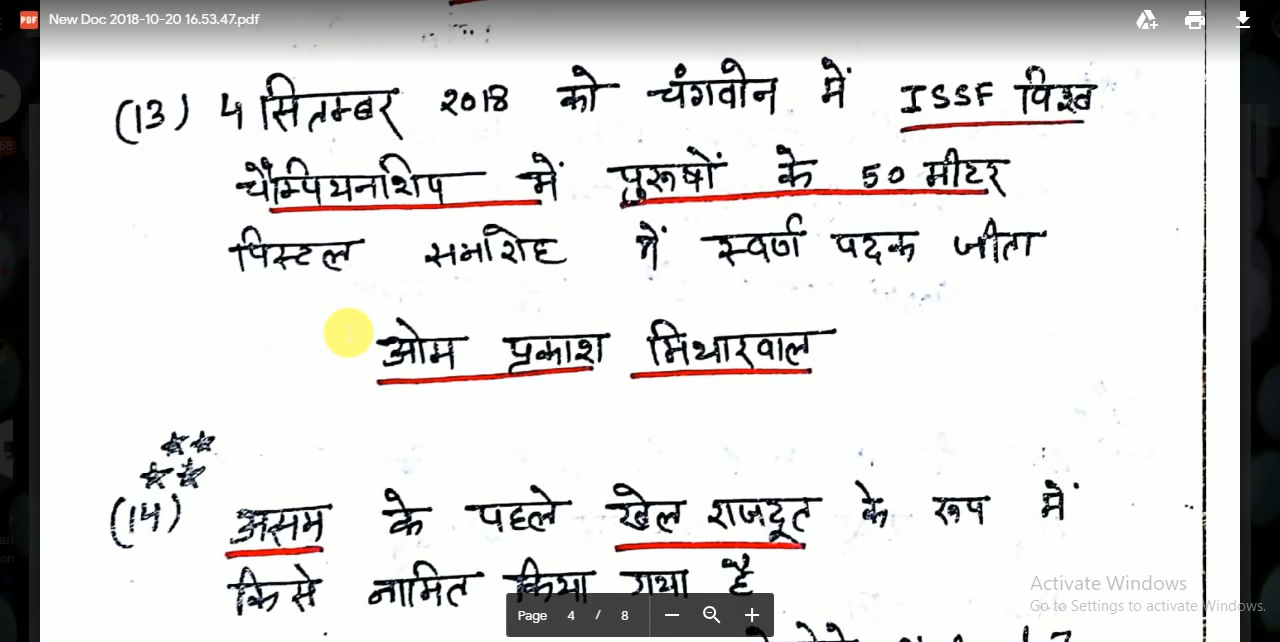 New Doc 2018-10-20 16.53.47.pdf
(13) 4 सितम्बर 2018 को चंगवोन में ISSF विश्व
चैम्पियनशिप में पुरूषों के 50 मीटर
पिस्टल समारोह में स्वर्ण पदक जीता
ओम प्रकाश मिथारवाल
(14) असम के पहले खेल राजदूत के रूप में
किसे नामित किया गया है
Activate Windows
Go to Settings to activate Windows.
Page 4 / 8